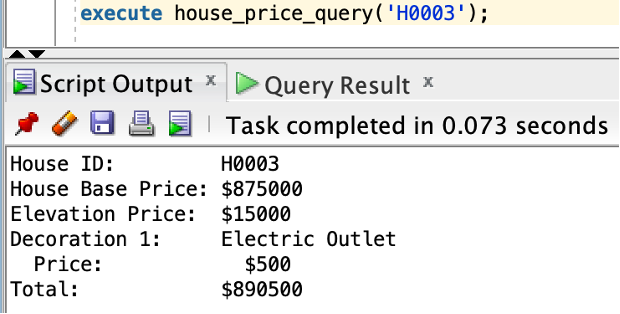 execute house_price_query('H0003');
Script Output x Query Result x
Task completed in 0.073 seconds
House ID: H0003
House Base Price: $875000
Elevation Price: $15000
Decoration 1: Electric Outlet
Price: $500
Total: $890500